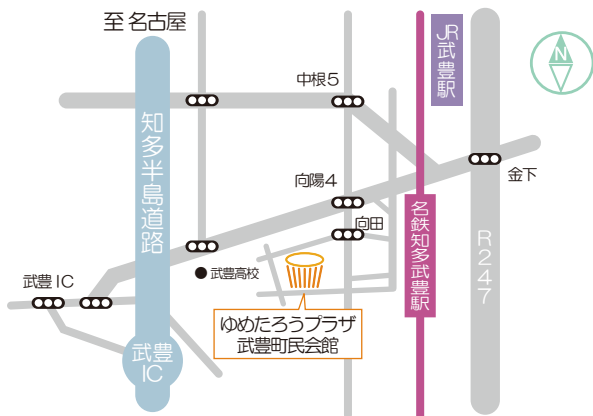 至 名古屋
JR武豊駅
N
中根5
知多半島道路
金下
向陽4
名鉄知多武豊駅
向田
R247
武豊高校
武豊 IC
ゆめたろうプラザ
武豊町民会館
武豊
IC